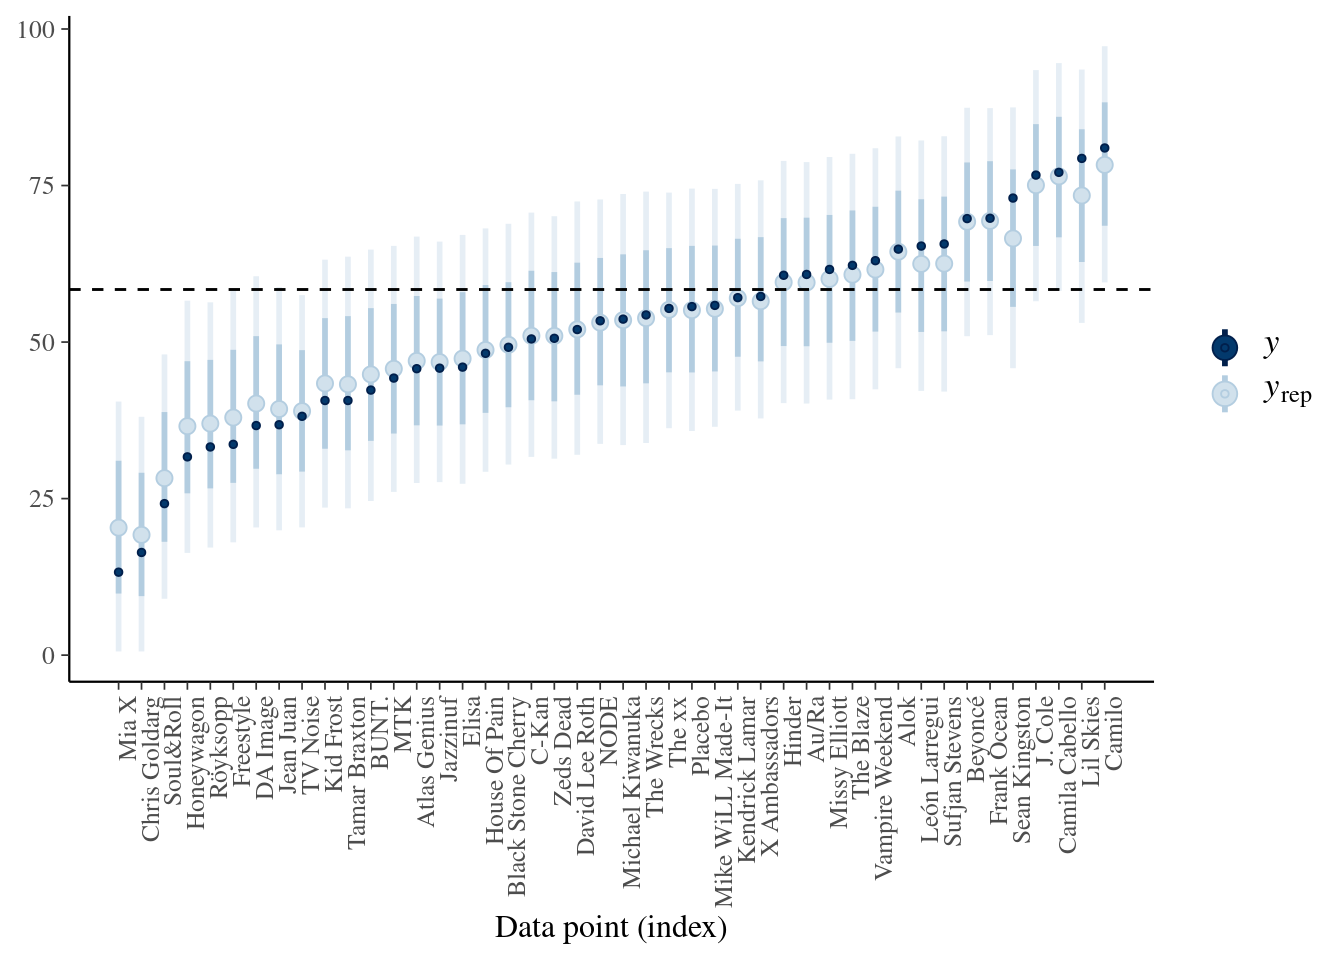 100
75
50
25
0
Mia X
Chris Goldarg
Soul&Roll
Honeywagon
Röyksopp
Freestyle
DA Image
Jean Juan
TV Noise
Kid Frost
Tamar Braxton
BUNT.
MTK
Atlas Genius
Jazzinuf
Elisa
House Of Pain
Black Stone Cherry
C-Kan
Zeds Dead
David Lee Roth
NODE
Michael Kiwanuka
The Wrecks
The xx
Placebo
Mike WiLL Made-It
Kendrick Lamar
X Ambassadors
Hinder
Au/Ra
Missy Elliott
The Blaze
Vampire Weekend
Alok
León Larregui
Sufjan Stevens
Beyoncé
Frank Ocean
Sean Kingston
J. Cole
Camila Cabello
Lil Skies
Camilo
Data point (index)
y
yrep